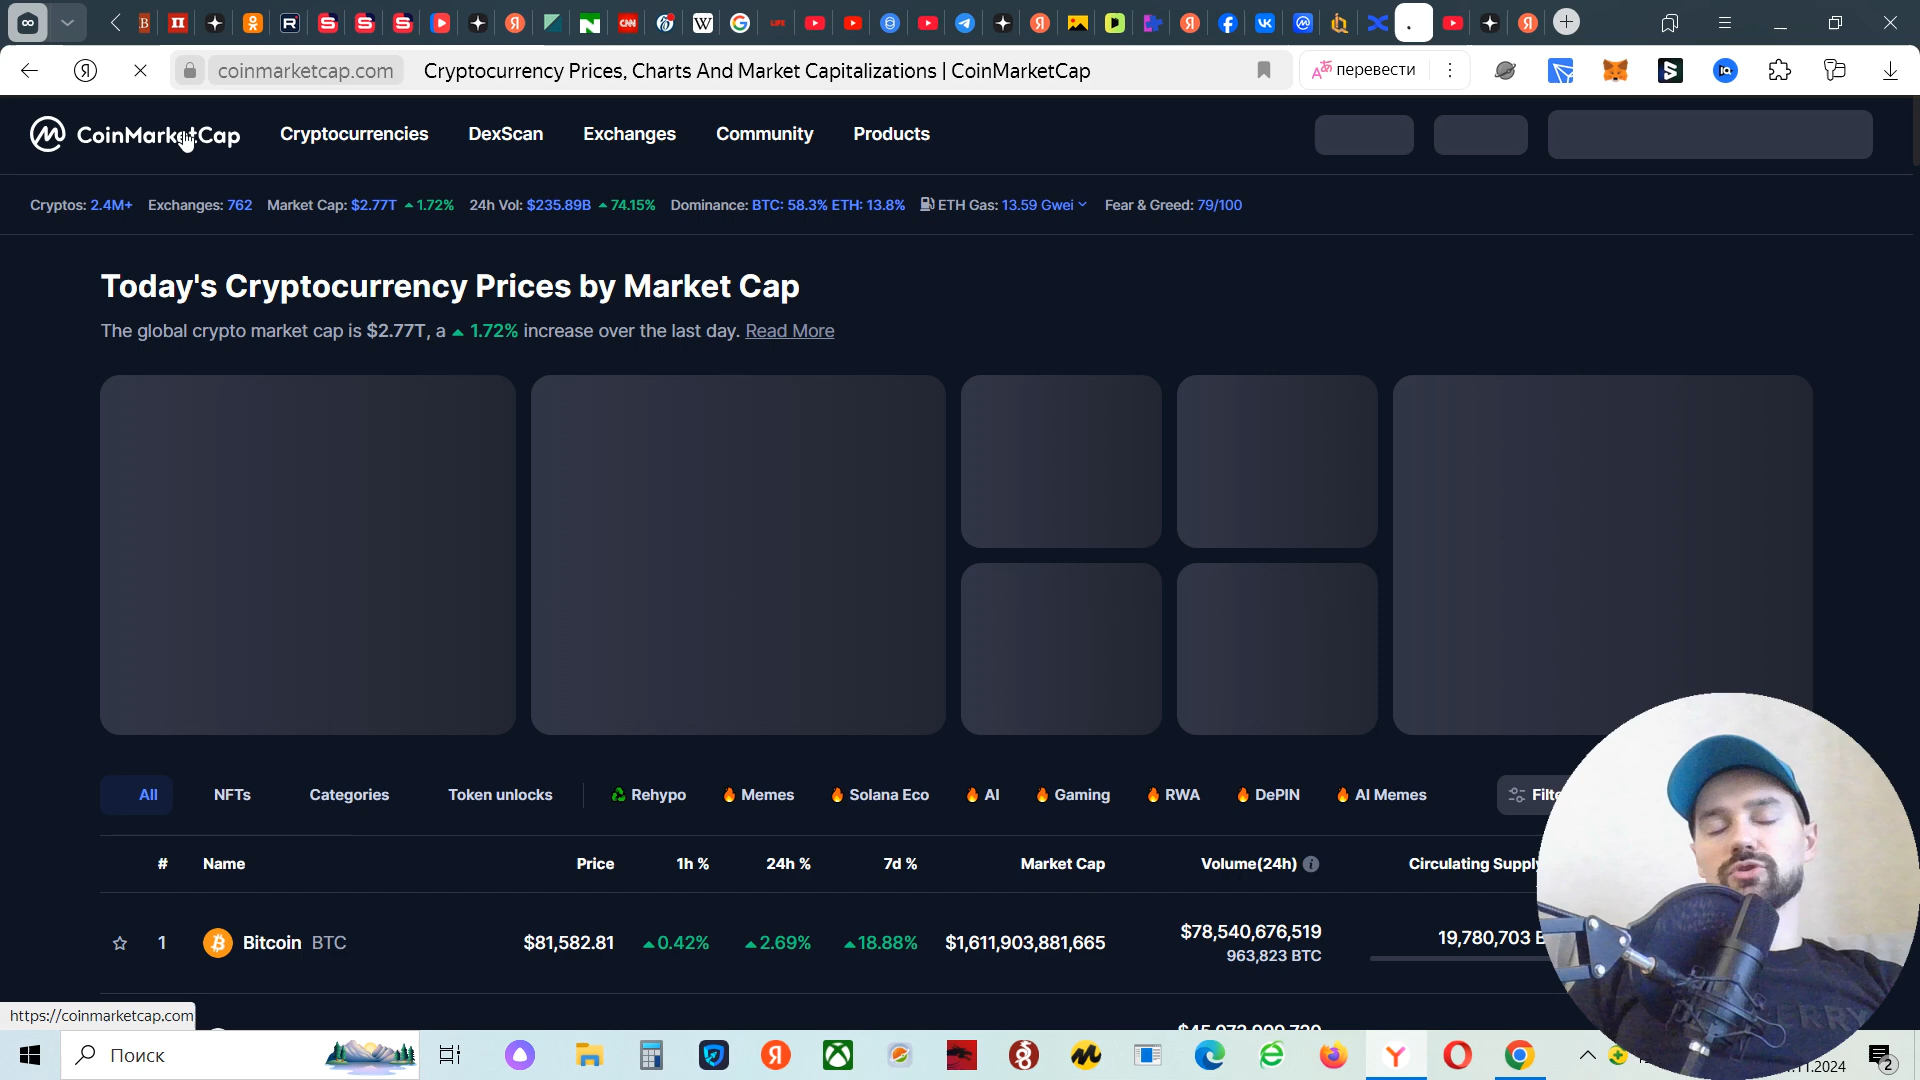 coinmarketcap.com
Cryptocurrency Prices, Charts And Market Capitalizations | CoinMarketCap
перевести
CoinMarketCap
Cryptocurrencies
DexScan
Exchanges
Community
Products
Cryptos: 2.4M+ Exchanges: 762 Market Cap: $2.77T 1.72% 24h Vol: $235.89B 74.15% Dominance: BTC: 58.3% ETH: 13.8% ETH Gas: 13.59 Gwei Fear & Greed: 79/100
Today's Cryptocurrency Prices by Market Cap
The global crypto market cap is $2.77T, a 1.72% increase over the last day. Read More
All
NFTs
Categories
Token unlocks
Rehypo
Memes
Solana Eco
AI
Gaming
RWA
DePIN
AI Memes
# Name Price 1h % 24h % 7d % Market Cap Volume(24h) Circulating Supply
1 Bitcoin BTC $81,582.81 0.42% 2.69% 18.88% $1,611,903,881,665 $78,540,676,519 19,780,703
963,823 BTC
https://coinmarketcap.com
Поиск
2